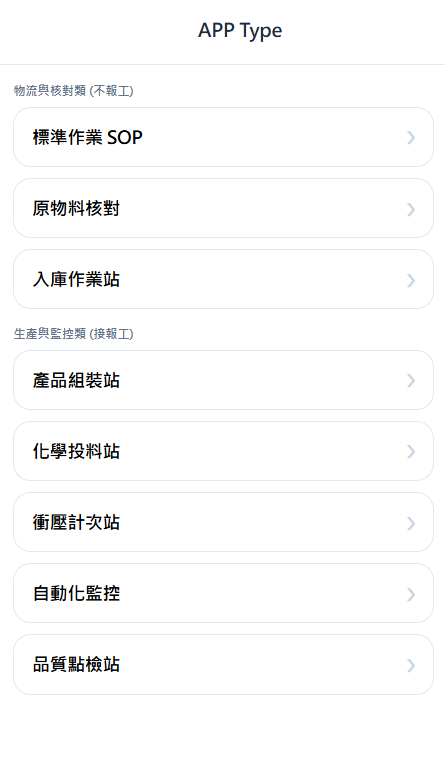 APP Type
物流與核對類 (不報工)
標準作業 SOP
原物料核對
入庫作業站
生產與監控類 (接報工)
產品組裝站
化學投料站
衝壓計次站
自動化監控
品質點檢站